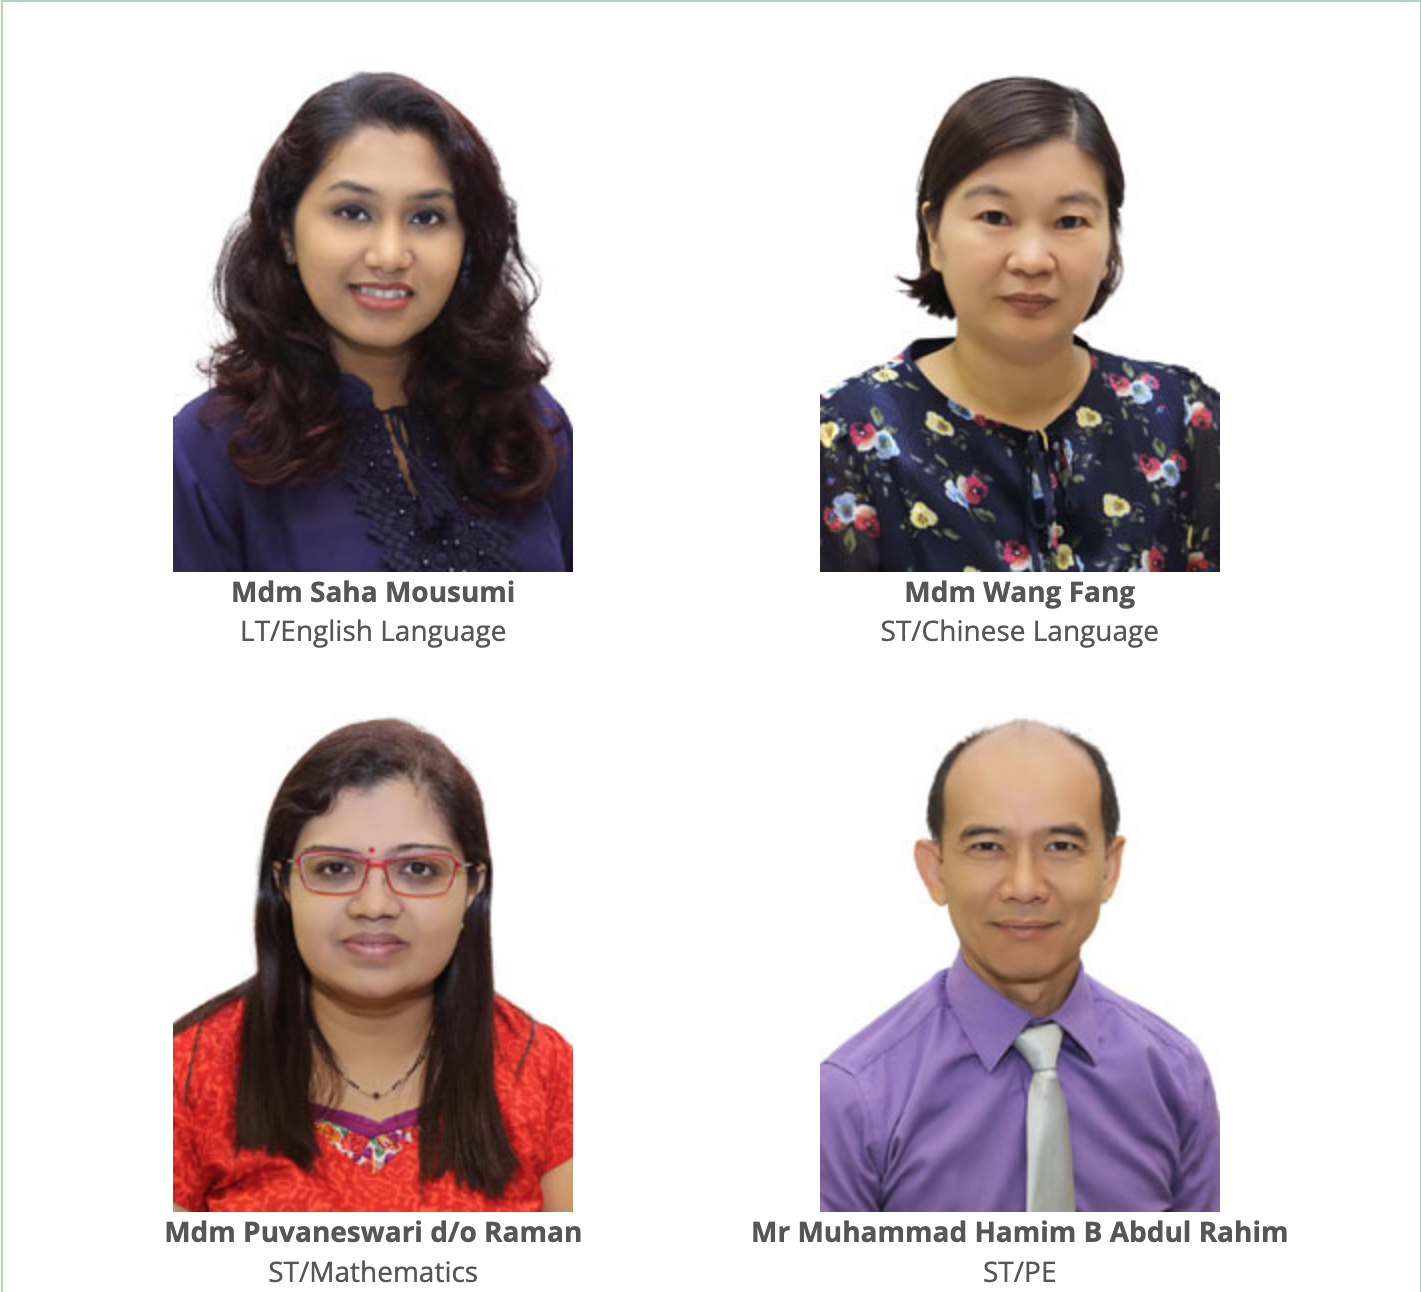 Mdm Saha Mousumi
LT/English Language
Mdm Wang Fang
ST/Chinese Language
Mdm Puvaneswari d/o Raman
ST/Mathematics
Mr Muhammad Hamim B Abdul Rahim
ST/PE